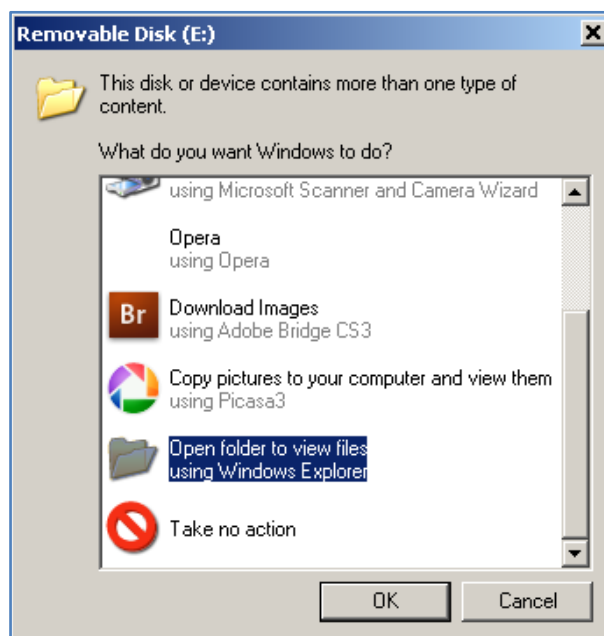 Removable Disk (E:)
This disk or device contains more than one type of
content.
What do you want Windows to do?
using Microsoft Scanner and Camera Wizard
Opera
using Opera
Br
Download Images
using Adobe Bridge CS3
Copy pictures to your computer and view them
using Picasa3
Open folder to view files
using Windows Explorer
Take no action
OK
Cancel